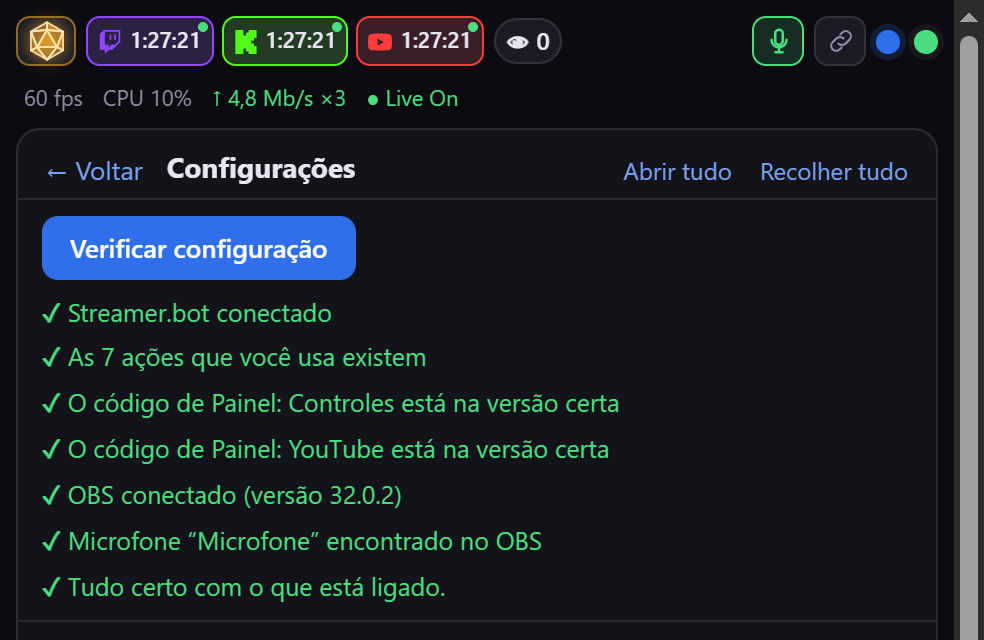 1:27:21 1:27:21 1:27:21 0
60 fps CPU 10% ↑ 4,8 Mb/s ×3 ● Live On
← Voltar Configurações Abrir tudo Recolher tudo
Verificar configuração
✓ Streamer.bot conectado
✓ As 7 ações que você usa existem
✓ O código de Painel: Controles está na versão certa
✓ O código de Painel: YouTube está na versão certa
✓ OBS conectado (versão 32.0.2)
✓ Microfone “Microfone” encontrado no OBS
✓ Tudo certo com o que está ligado.